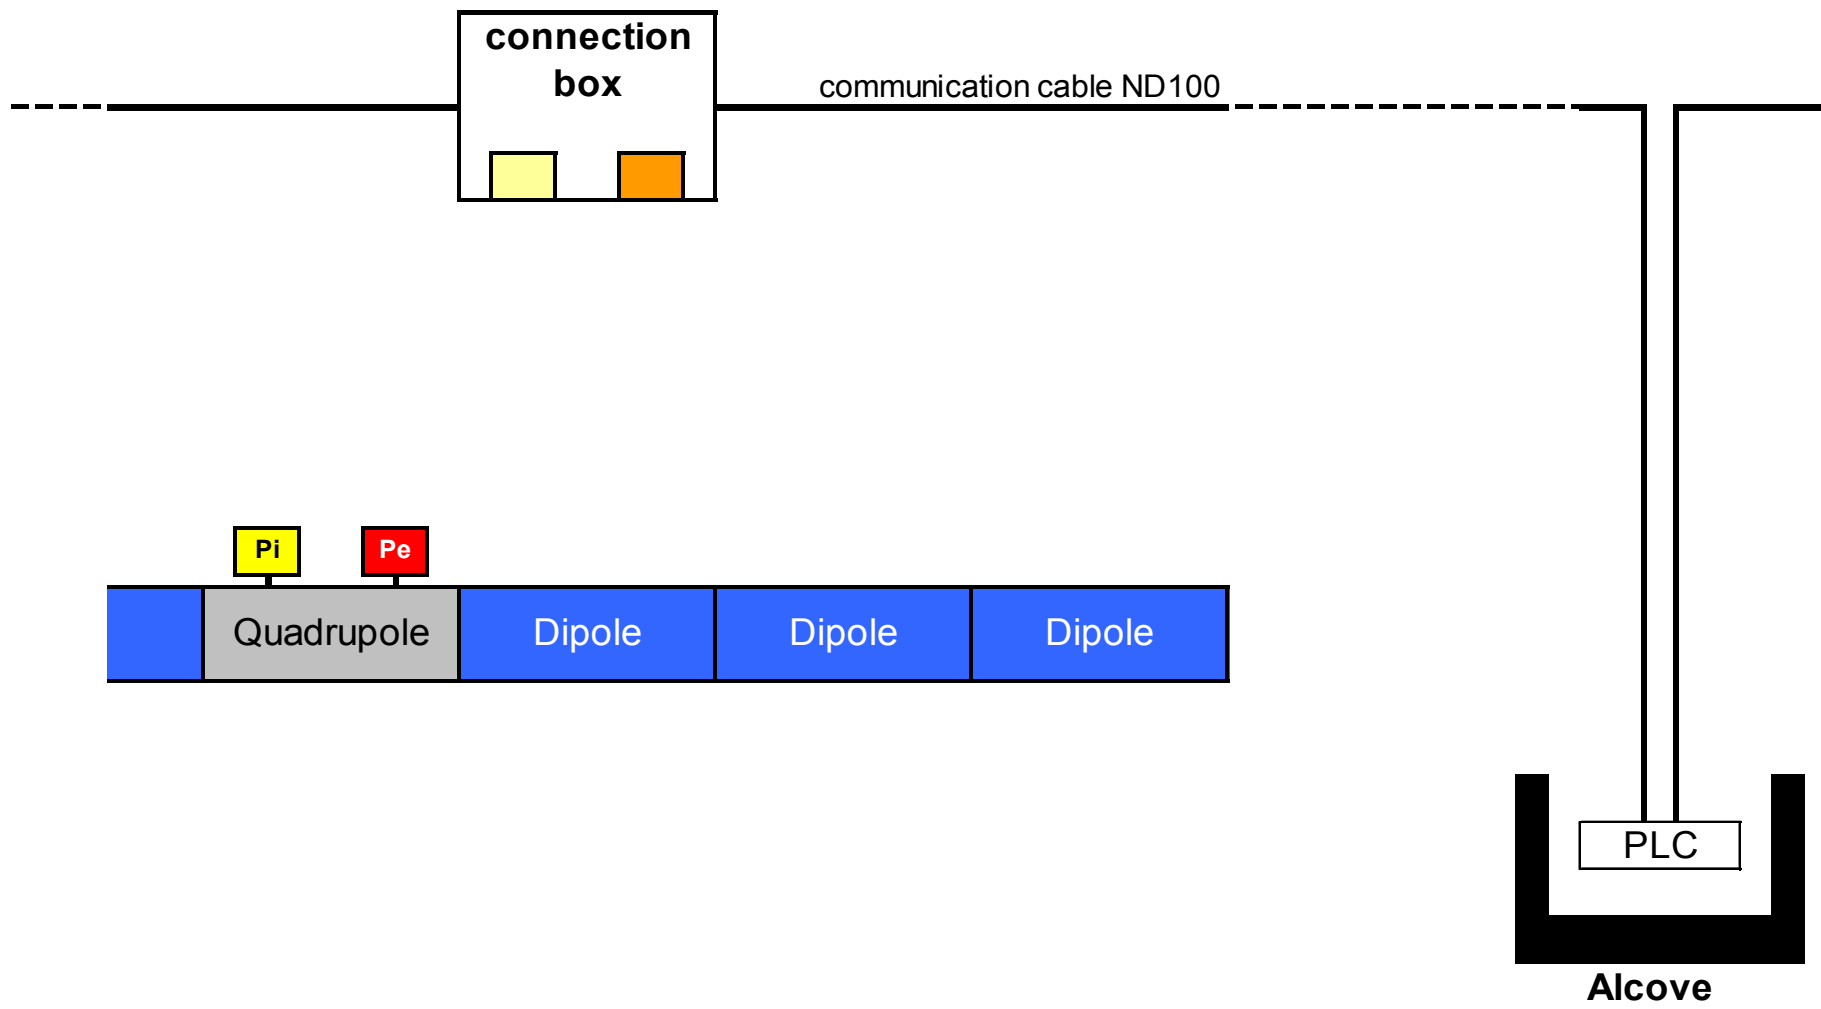 connection
box
communication cable ND100
Pi
Pe
Quadrupole
Dipole
Dipole
Dipole
PLC
Alcove